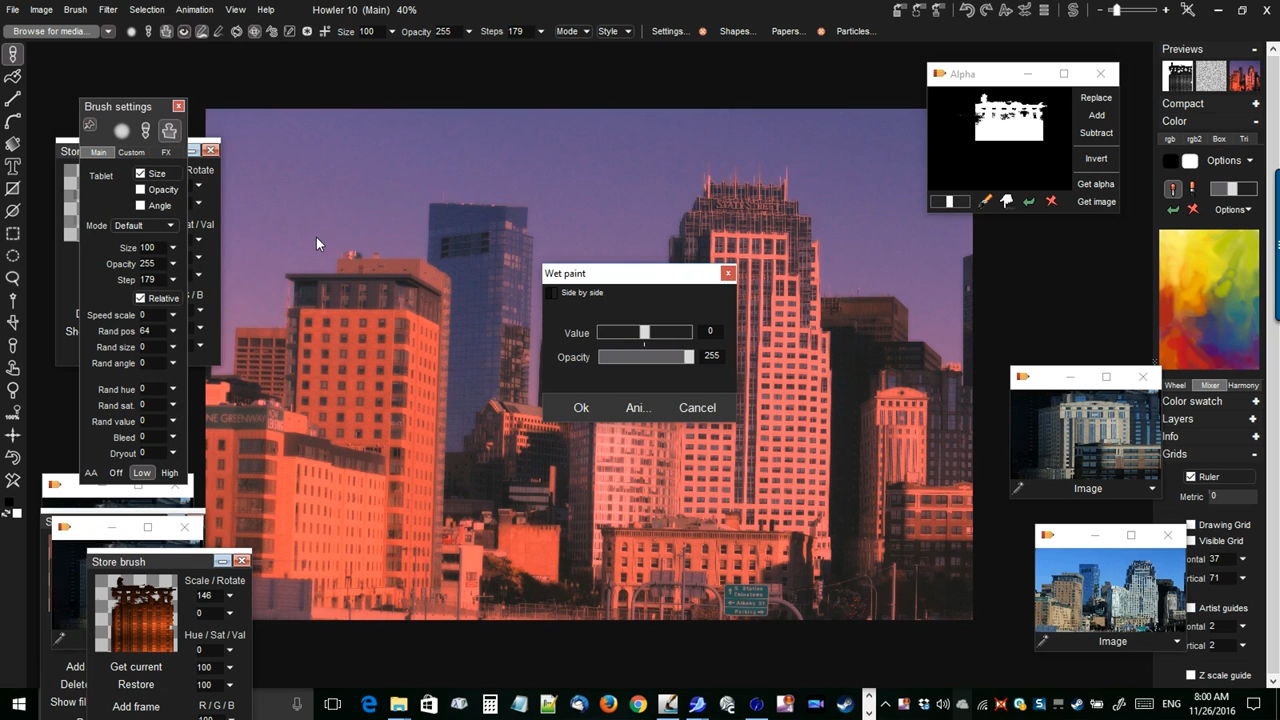 File Image Brush Filter Selection Animation View Help Howler 10 (Main) 40%
Browse for media... Size 100 Opacity 255 Steps 179 Mode Style Settings... Shapes... Papers... Particles...
Brush settings
Main Custom FX
Tablet Size
Opacity
Angle
Mode Default
Size 100
Opacity 255
Step 179
Relative
Speed scale 0
Rand pos 64
Rand size 0
Rand angle 0
Rand hue 0
Rand sat. 0
Rand value 0
Bleed 0
Dryout 0
AA Off Low High
Rotate
STATE STREET
Wet paint
Side by side
Value 0
Opacity 255
Ok Ani... Cancel
Alpha
Replace
Add
Subtract
Invert
Get alpha
Get image
Previews
Compact
Color
rgb rgb2 Box Tri
Options
Options
Wheel Mixer Harmony
Color swatch
Layers
Info
Grids
Ruler
Metric 0
Drawing Grid
Visible Grid
ontal 37
rtical 71
Artist guides
ontal 2
rtical 2
Z scale guide
Image
Image
Store brush
Scale / Rotate
146
0
Hue / Sat / Val
0
Get current 100
Restore 100
Add frame R / G / B
8:00 AM
11/26/2016